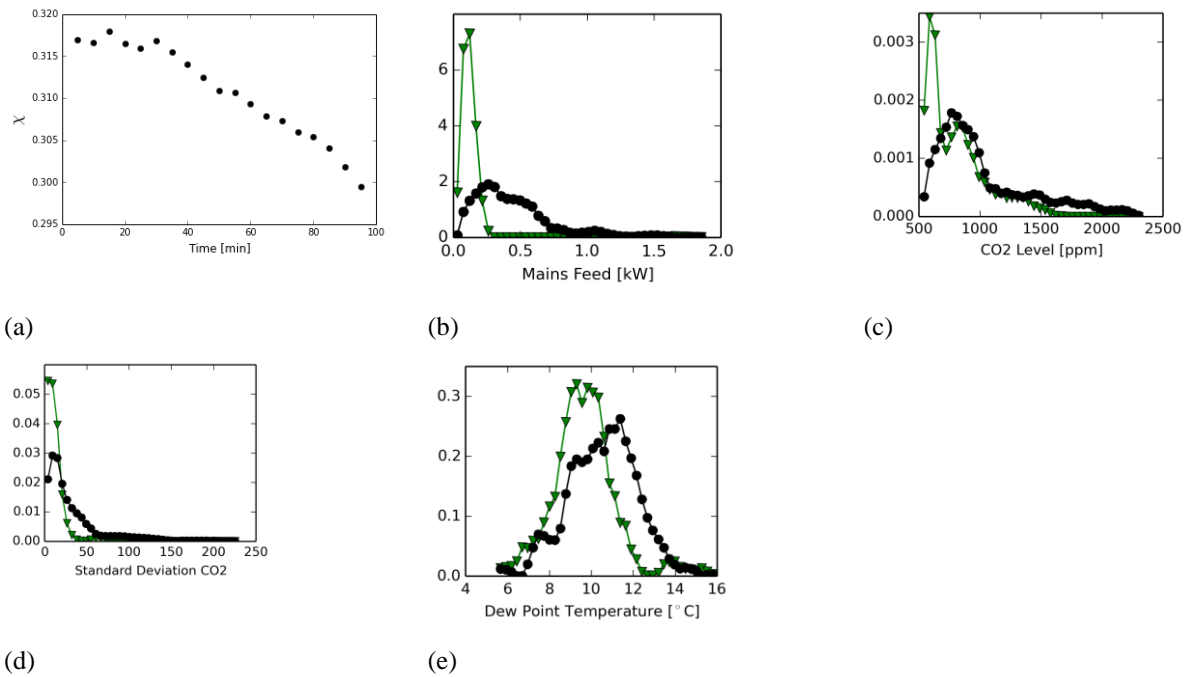 0.320
0.315
0.310
0.305
0.300
0.295
χ
0 20 40 60 80 100
Time [min]
(a)
6
4
2
0
0.0 0.5 1.0 1.5 2.0
Mains Feed [kW]
(b)
0.003
0.002
0.001
0.000
500 1000 1500 2000 2500
CO2 Level [ppm]
(c)
0.05
0.04
0.03
0.02
0.01
0.00
0 50 100 150 200 250
Standard Deviation CO2
(d)
0.3
0.2
0.1
0.0
4 6 8 10 12 14 16
Dew Point Temperature [°C]
(e)